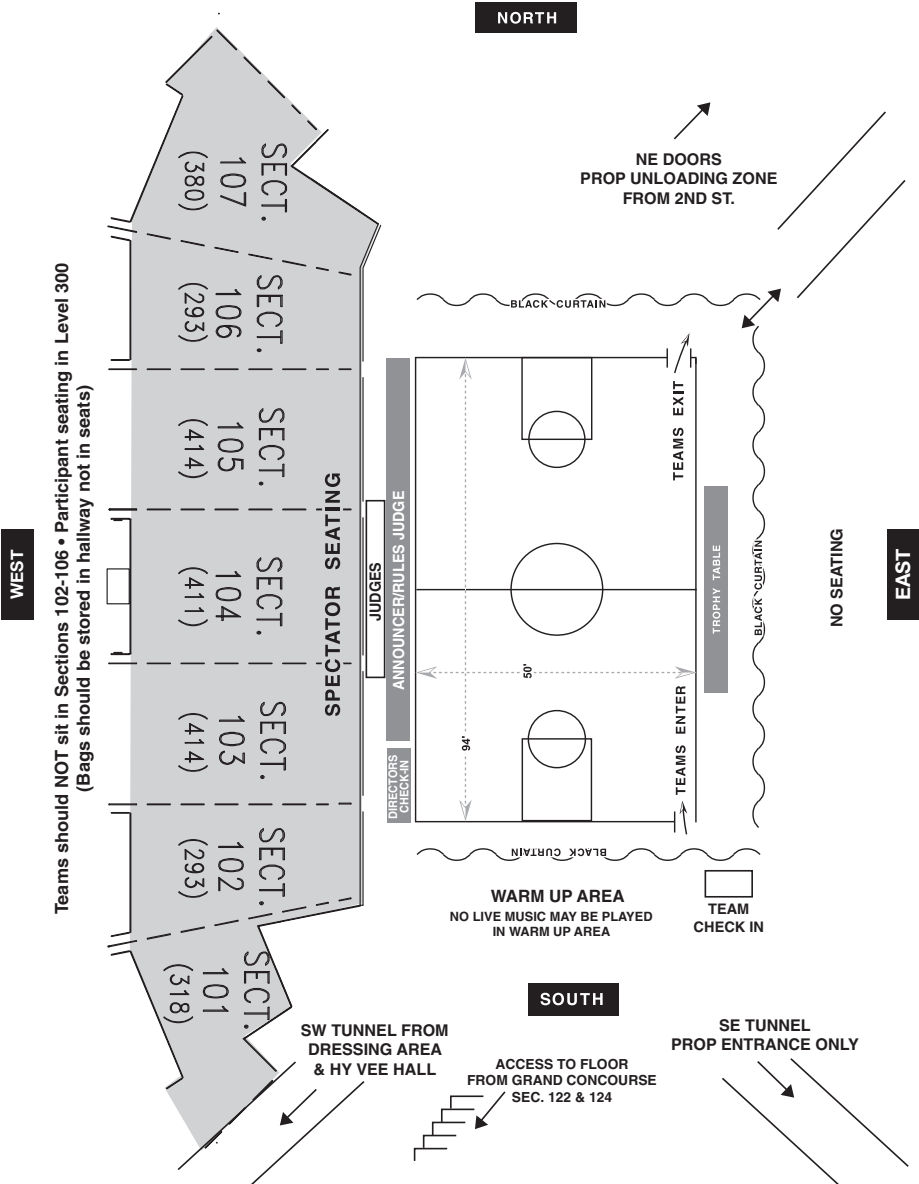 NORTH
NE DOORS
PROP UNLOADING ZONE
FROM 2ND ST.
WEST
Teams should NOT sit in Sections 102-106 • Participant seating in Level 300
(Bags should be stored in hallway not in seats)
SECT.
107
(380)
SECT.
106
(293)
SECT.
105
(414)
SECT.
104
(411)
SECT.
103
(414)
SECT.
102
(293)
SECT.
101
(318)
SPECTATOR SEATING
JUDGES
ANNOUNCER/RULES JUDGE
DIRECTORS
CHECK-IN
BLACK CURTAIN
TEAMS EXIT
94'
50'
TEAMS ENTER
TROPHY TABLE
BLACK CURTAIN
NO SEATING
EAST
BLACK CURTAIN
WARM UP AREA
NO LIVE MUSIC MAY BE PLAYED
IN WARM UP AREA
TEAM
CHECK IN
SOUTH
SW TUNNEL FROM
DRESSING AREA
& HY VEE HALL
ACCESS TO FLOOR
FROM GRAND CONCOURSE
SEC. 122 & 124
SE TUNNEL
PROP ENTRANCE ONLY